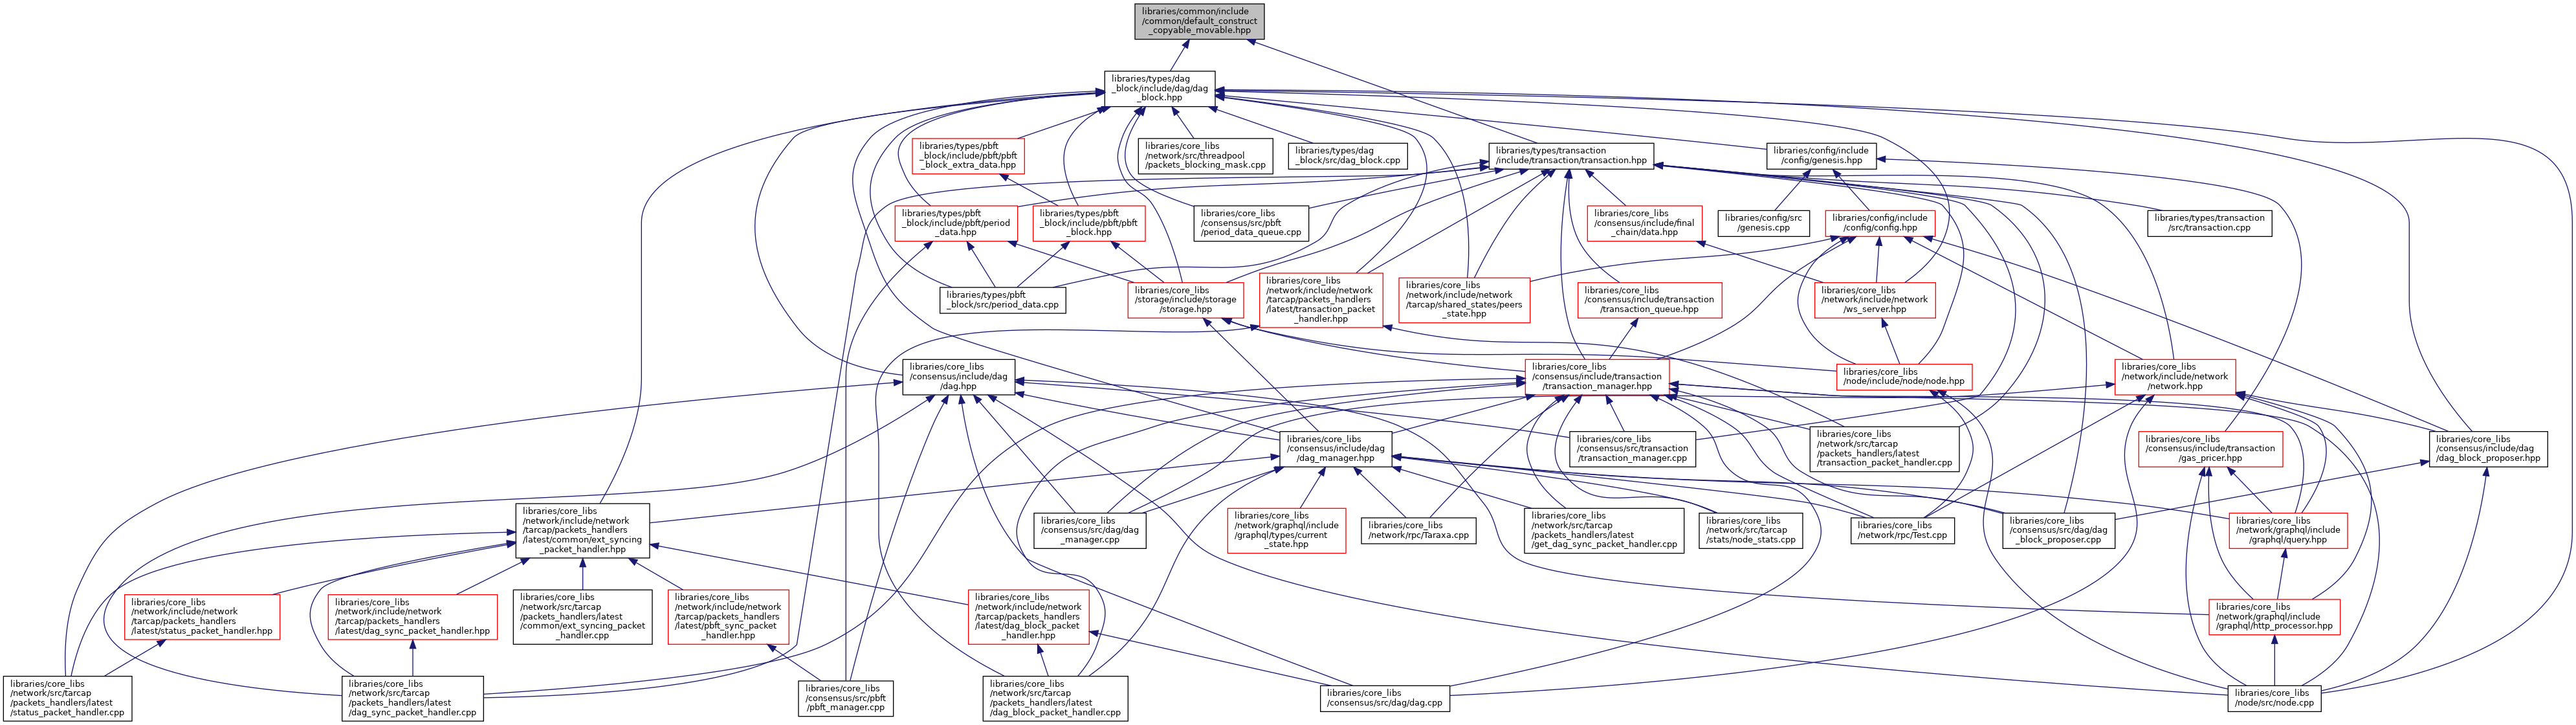 libraries/common/include
/common/default_construct
_copyable_movable.hpp
libraries/types/dag
_block/include/dag/dag
_block.hpp
libraries/types/pbft
_block/include/pbft/pbft
_block_extra_data.hpp
libraries/core_libs
/network/src/threadpool
/packets_blocking_mask.cpp
libraries/types/dag
_block/src/dag_block.cpp
libraries/types/transaction
/include/transaction/transaction.hpp
libraries/config/include
/config/genesis.hpp
libraries/types/pbft
_block/include/pbft/period
_data.hpp
libraries/types/pbft
_block/include/pbft/pbft
_block.hpp
libraries/core_libs
/consensus/src/pbft
/period_data_queue.cpp
libraries/core_libs
/consensus/include/final
_chain/data.hpp
libraries/config/src
/genesis.cpp
libraries/config/include
/config/config.hpp
libraries/types/transaction
/src/transaction.cpp
libraries/types/pbft
_block/src/period_data.cpp
libraries/core_libs
/storage/include/storage
/storage.hpp
libraries/core_libs
/network/include/network
/tarcap/packets_handlers
/latest/transaction_packet
_handler.hpp
libraries/core_libs
/network/include/network
/tarcap/shared_states/peers
_state.hpp
libraries/core_libs
/consensus/include/transaction
/transaction_queue.hpp
libraries/core_libs
/network/include/network
/ws_server.hpp
libraries/core_libs
/consensus/include/dag
/dag.hpp
libraries/core_libs
/consensus/include/transaction
/transaction_manager.hpp
libraries/core_libs
/node/include/node/node.hpp
libraries/core_libs
/network/include/network
/network.hpp
libraries/core_libs
/consensus/include/dag
/dag_manager.hpp
libraries/core_libs
/consensus/src/transaction
/transaction_manager.cpp
libraries/core_libs
/network/src/tarcap
/packets_handlers/latest
/transaction_packet_handler.cpp
libraries/core_libs
/consensus/include/transaction
/gas_pricer.hpp
libraries/core_libs
/consensus/include/dag
/dag_block_proposer.hpp
libraries/core_libs
/network/include/network
/tarcap/packets_handlers
/latest/common/ext_syncing
_packet_handler.hpp
libraries/core_libs
/consensus/src/dag/dag
_manager.cpp
libraries/core_libs
/network/graphql/include
/graphql/types/current
_state.hpp
libraries/core_libs
/network/rpc/Taraxa.cpp
libraries/core_libs
/network/src/tarcap
/packets_handlers/latest
/get_dag_sync_packet_handler.cpp
libraries/core_libs
/network/src/tarcap
/stats/node_stats.cpp
libraries/core_libs
/network/rpc/Test.cpp
libraries/core_libs
/consensus/src/dag/dag
_block_proposer.cpp
libraries/core_libs
/network/graphql/include
/graphql/query.hpp
libraries/core_libs
/network/include/network
/tarcap/packets_handlers
/latest/status_packet_handler.hpp
libraries/core_libs
/network/include/network
/tarcap/packets_handlers
/latest/dag_sync_packet_handler.hpp
libraries/core_libs
/network/src/tarcap
/packets_handlers/latest
/common/ext_syncing_packet
_handler.cpp
libraries/core_libs
/network/include/network
/tarcap/packets_handlers
/latest/pbft_sync_packet
_handler.hpp
libraries/core_libs
/network/include/network
/tarcap/packets_handlers
/latest/dag_block_packet
_handler.hpp
libraries/core_libs
/network/graphql/include
/graphql/http_processor.hpp
libraries/core_libs
/network/src/tarcap
/packets_handlers/latest
/status_packet_handler.cpp
libraries/core_libs
/network/src/tarcap
/packets_handlers/latest
/dag_sync_packet_handler.cpp
libraries/core_libs
/consensus/src/pbft
/pbft_manager.cpp
libraries/core_libs
/network/src/tarcap
/packets_handlers/latest
/dag_block_packet_handler.cpp
libraries/core_libs
/consensus/src/dag/dag.cpp
libraries/core_libs
/node/src/node.cpp